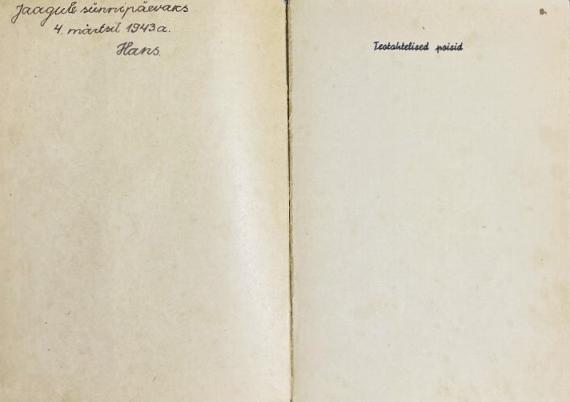 Jaagule sünnipäevaks
4. märtsil 1943 a.
Hans.
Teotahtelised poisid